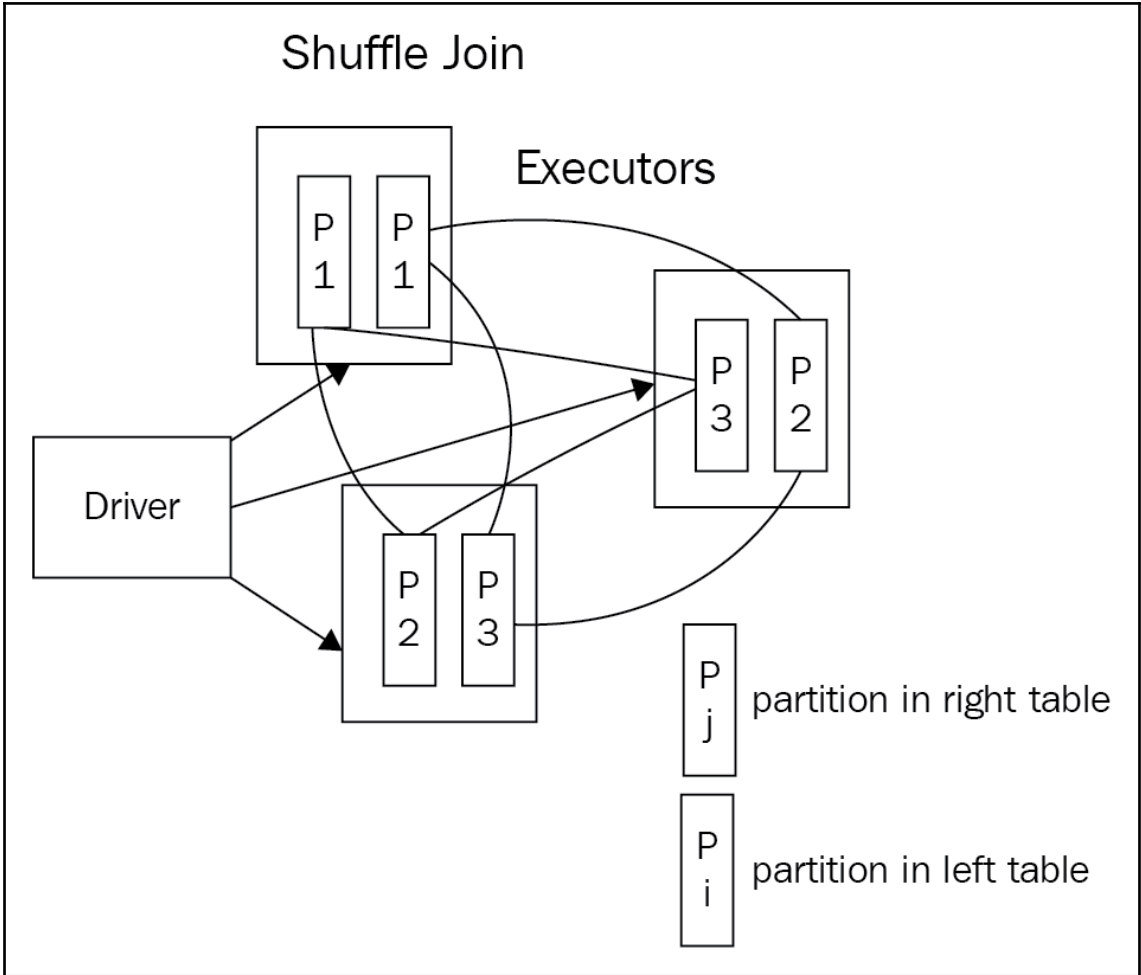 Shuffle Join
Executors
P
1
P
1
P
3
P
2
Driver
P
2
P
3
P
j
partition in right table
P
i
partition in left table